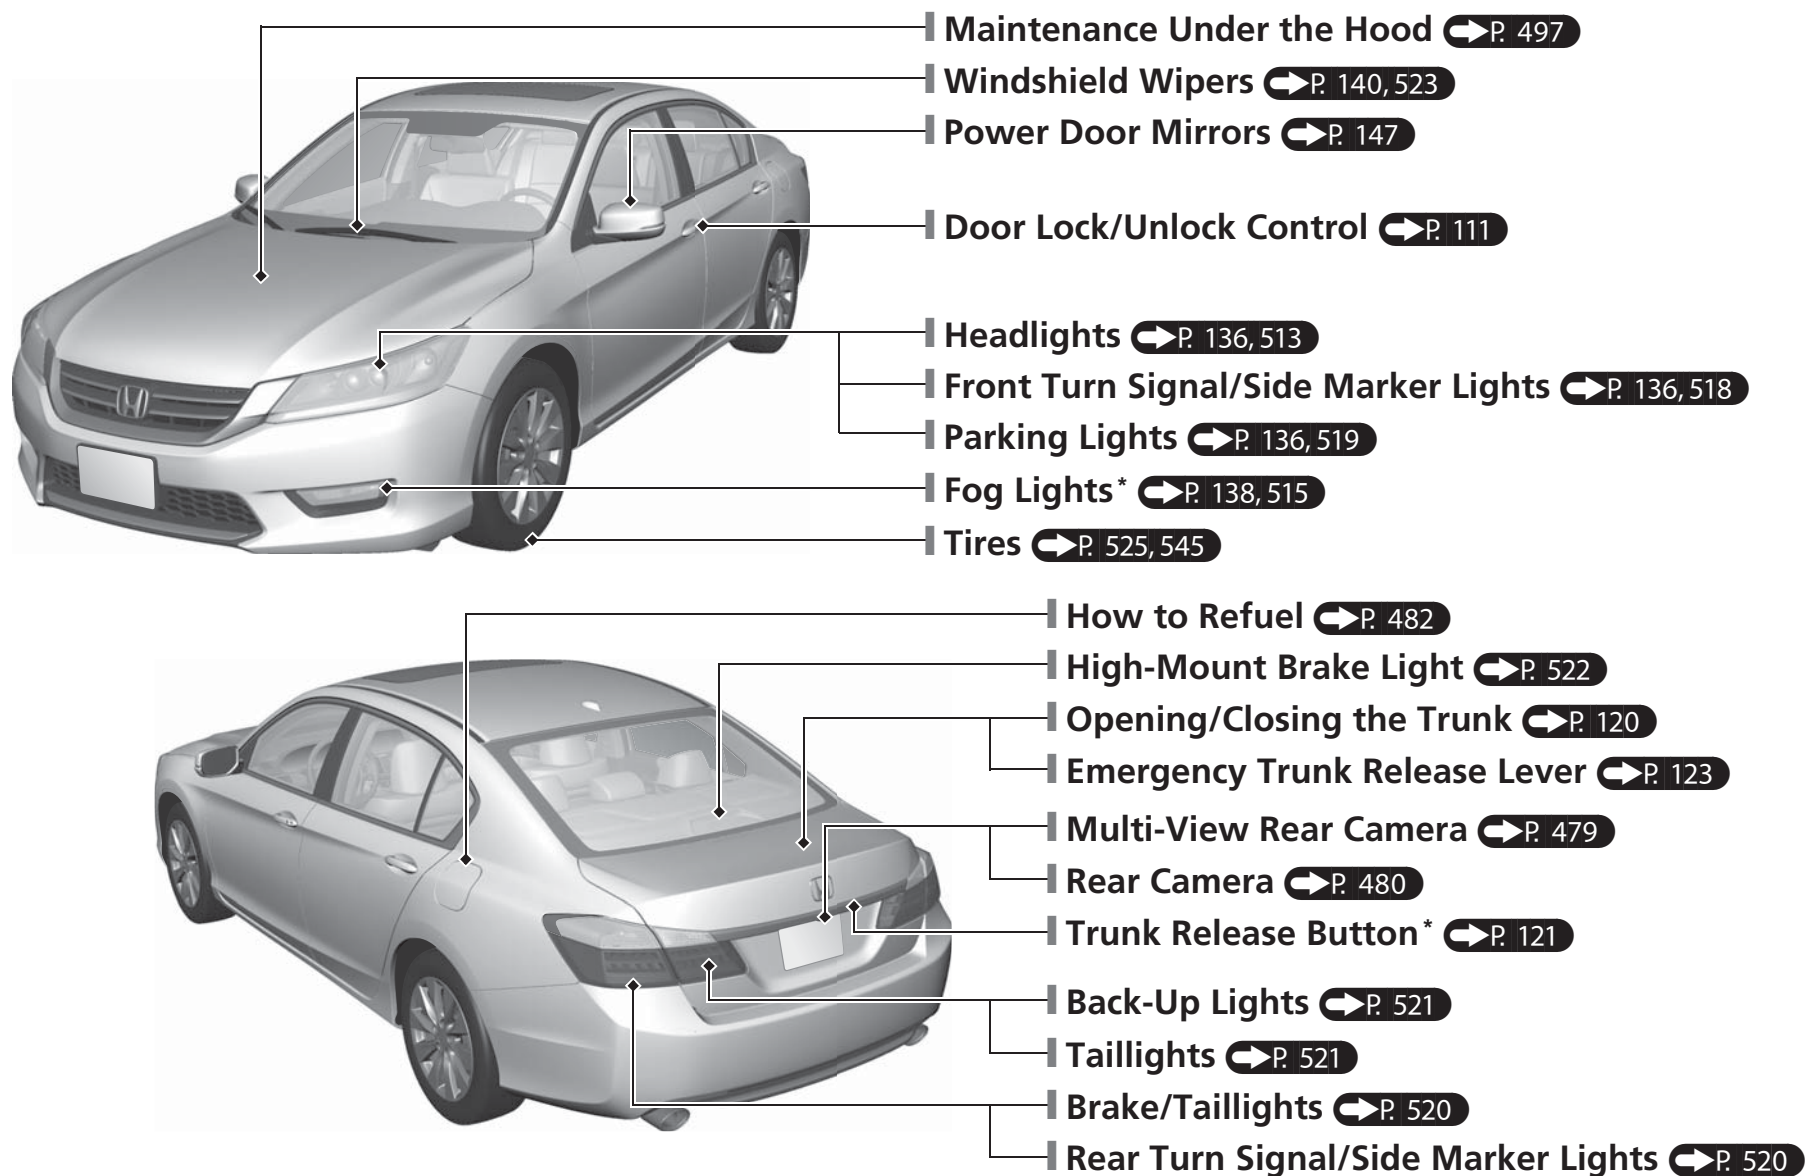 Maintenance Under the Hood P. 497
Windshield Wipers P. 140, 523
Power Door Mirrors P. 147
Door Lock/Unlock Control P. 111
Headlights P. 136, 513
Front Turn Signal/Side Marker Lights P. 136, 518
Parking Lights P. 136, 519
Fog Lights* P. 138, 515
Tires P. 525, 545
How to Refuel P. 482
High-Mount Brake Light P. 522
Opening/Closing the Trunk P. 120
Emergency Trunk Release Lever P. 123
Multi-View Rear Camera P. 479
Rear Camera P. 480
Trunk Release Button* P. 121
Back-Up Lights P. 521
Taillights P. 521
Brake/Taillights P. 520
Rear Turn Signal/Side Marker Lights P. 520